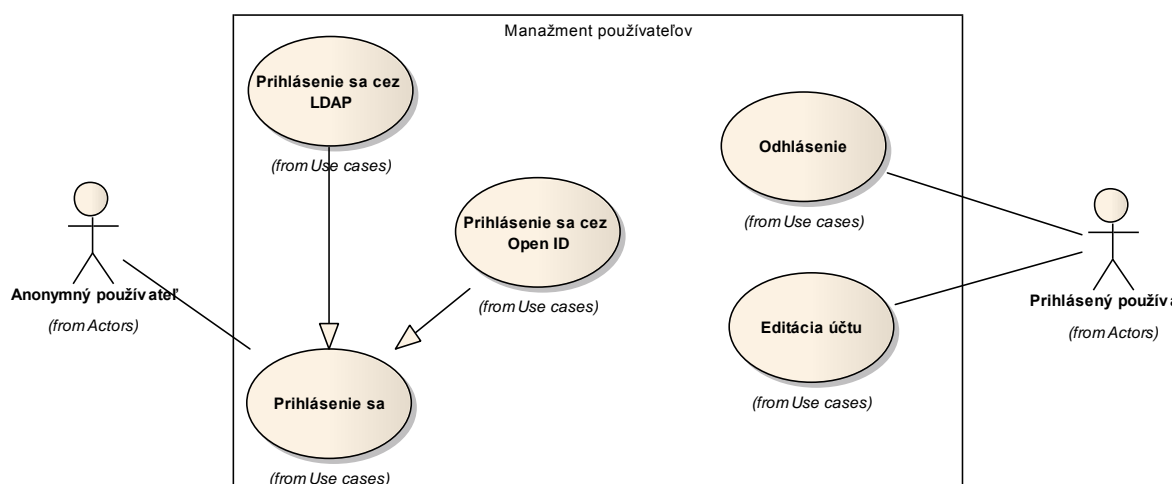 Manažment používateľov
Prihlásenie sa cez
LDAP
(from Use cases)
Prihlásenie sa cez
Open ID
(from Use cases)
Prihlásenie sa
(from Use cases)
Odhlásenie
(from Use cases)
Editácia účtu
(from Use cases)
Anonymný používateľ
(from Actors)
Prihlásený
(from Actors)